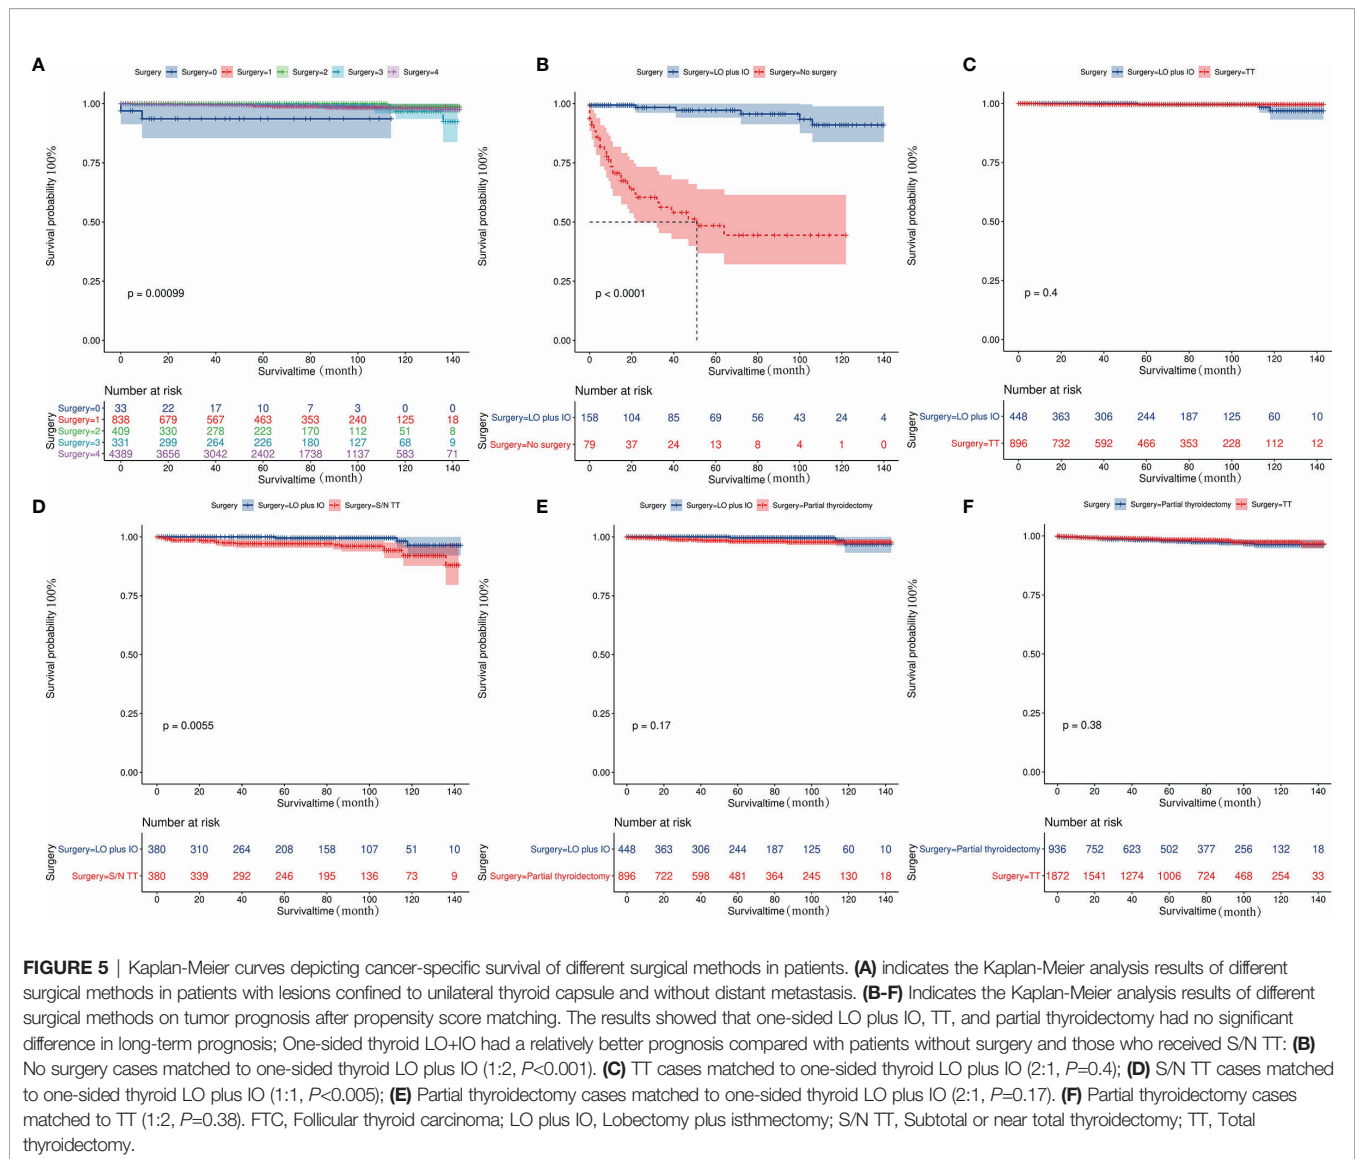 A
Surgery Surgery=0 Surgery=1 Surgery=2 Surgery=3 Surgery=4
Survival probability 100%
1.00
0.75
0.50
0.25
0.00
p = 0.00099
0 20 40 60 80 100 120 140
Survivaltime (month)
Number at risk
Surgery
Surgery=0 33 22 17 10 7 3 0 0
Surgery=1 838 679 567 463 353 240 125 18
Surgery=2 409 330 278 223 170 112 51 8
Surgery=3 331 299 264 226 180 127 68 9
Surgery=4 4389 3656 3042 2402 1738 1137 583 71
0 20 40 60 80 100 120 140
Survivaltime (month)
B
Surgery Surgery=LO plus IO Surgery=No surgery
Survival probability 100%
1.00
0.75
0.50
0.25
0.00
p < 0.0001
0 20 40 60 80 100 120 140
Survivaltime (month)
Number at risk
Surgery
Surgery=LO plus IO 158 104 85 69 56 43 24 4
Surgery=No surgery 79 37 24 13 8 4 1 0
0 20 40 60 80 100 120 140
Survivaltime (month)
C
Surgery Surgery=LO plus IO Surgery=TT
Survival probability 100%
1.00
0.75
0.50
0.25
0.00
p = 0.4
0 20 40 60 80 100 120 140
Survivaltime (month)
Number at risk
Surgery
Surgery=LO plus IO 448 363 306 244 187 125 60 10
Surgery=TT 896 732 592 466 353 228 112 12
0 20 40 60 80 100 120 140
Survivaltime (month)
D
Surgery Surgery=LO plus IO Surgery=S/N TT
Survival probability 100%
1.00
0.75
0.50
0.25
0.00
p = 0.0055
0 20 40 60 80 100 120 140
Survivaltime (month)
Number at risk
Surgery
Surgery=LO plus IO 380 310 264 208 158 107 51 10
Surgery=S/N TT 380 339 292 246 195 136 73 9
0 20 40 60 80 100 120 140
Survivaltime (month)
E
Surgery Surgery=LO plus IO Surgery=Partial thyroidectomy
Survival probability 100%
1.00
0.75
0.50
0.25
0.00
p = 0.17
0 20 40 60 80 100 120 140
Survivaltime (month)
Number at risk
Surgery
Surgery=LO plus IO 448 363 306 244 187 125 60 10
Surgery=Partial thyroidectomy 896 722 598 481 364 245 130 18
0 20 40 60 80 100 120 140
Survivaltime (month)
F
Surgery Surgery=Partial thyroidectomy Surgery=TT
Survival probability 100%
1.00
0.75
0.50
0.25
0.00
p = 0.38
0 20 40 60 80 100 120 140
Survivaltime (month)
Number at risk
Surgery
Surgery=Partial thyroidectomy 936 752 623 502 377 256 132 18
Surgery=TT 1872 1541 1274 1006 724 468 254 33
0 20 40 60 80 100 120 140
Survivaltime (month)
FIGURE 5 | Kaplan-Meier curves depicting cancer-specific survival of different surgical methods in patients. (A) indicates the Kaplan-Meier analysis results of different
surgical methods in patients with lesions confined to unilateral thyroid capsule and without distant metastasis. (B-F) Indicates the Kaplan-Meier analysis results of different
surgical methods on tumor prognosis after propensity score matching. The results showed that one-sided LO plus IO, TT, and partial thyroidectomy had no significant
difference in long-term prognosis; One-sided thyroid LO+IO had a relatively better prognosis compared with patients without surgery and those who received S/N TT: (B)
No surgery cases matched to one-sided thyroid LO plus IO (1:2, P<0.001). (C) TT cases matched to one-sided thyroid LO plus IO (2:1, P=0.4); (D) S/N TT cases matched
to one-sided thyroid LO plus IO (1:1, P<0.005); (E) Partial thyroidectomy cases matched to one-sided thyroid LO plus IO (2:1, P=0.17). (F) Partial thyroidectomy cases
matched to TT (1:2, P=0.38). FTC, Follicular thyroid carcinoma; LO plus IO, Lobectomy plus isthmectomy; S/N TT, Subtotal or near total thyroidectomy; TT, Total
thyroidectomy.